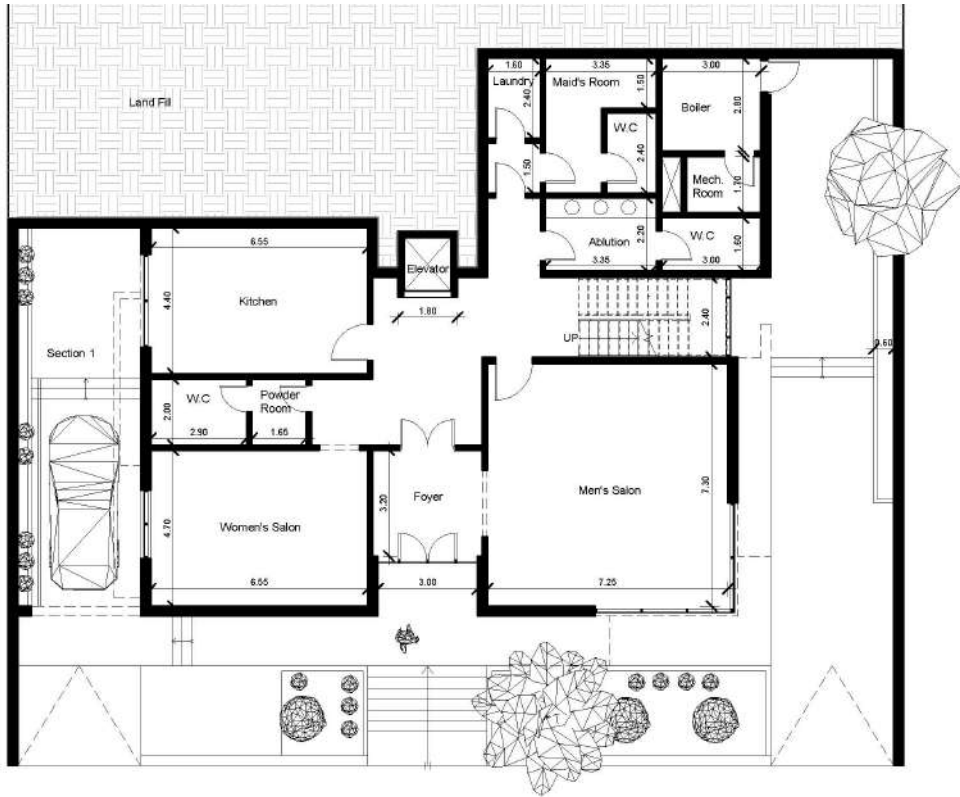 1.60
3.35
3.00
Laundry
Maid's Room
1.50
Land Fill
2.40
Boiler
2.80
W.C
2.40
1.50
Mech.
Room
1.70
6.55
Ablution
2.20
W.C
1.60
3.35
3.00
Elevator
Kitchen
4.40
1.80
2.40
UP
0.60
Section 1
Powder
Room
W.C
2.00
2.90
1.65
Foyer
Men's Salon
7.30
3.20
Women's Salon
4.70
6.55
3.00
7.25